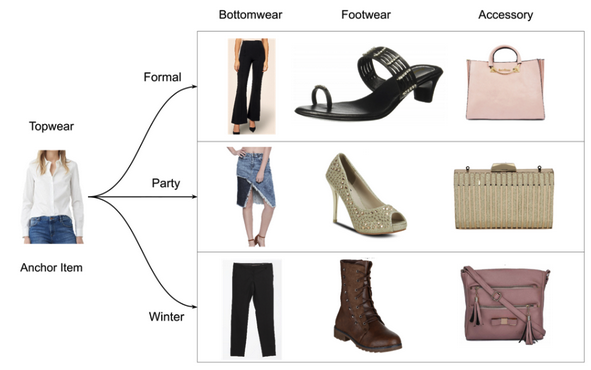 Bottomwear Footwear Accessory
Formal
Topwear
Party
Anchor Item
Winter